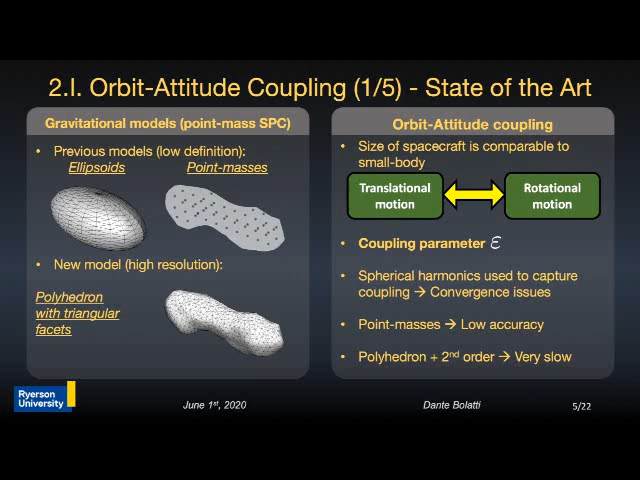 2.I. Orbit-Attitude Coupling (1/5) - State of the Art
Gravitational models (point-mass SPC)
• Previous models (low definition):
Ellipsoids
Point-masses
• New model (high resolution):
Polyhedron
with triangular
facets
Orbit-Attitude coupling
• Size of spacecraft is comparable to
small-body
Translational
motion
Rotational
motion
• Coupling parameter ε
• Spherical harmonics used to capture
coupling → Convergence issues
• Point-masses → Low accuracy
• Polyhedron + 2nd order → Very slow
Ryerson
University
June 1st, 2020
Dante Bolatti
5/22